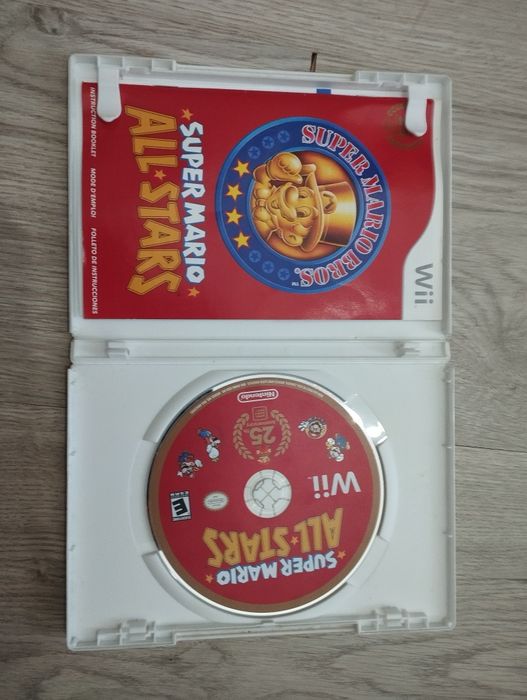 Wii
SUPER MARIO BROS.
TM
SUPER MARIO
ALL★STARS
INSTRUCTION BOOKLET
MODE D'EMPLOI
FOLLETO DE INSTRUCCIONES
Nintendo
25
Wii
E
SUPER MARIO
ALL★STARS